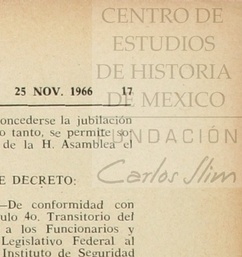 CENTRO DE
ESTUDIOS
DE HISTORIA
DE MEXICO
FUNDACIÓN
Carlos Slim
25 NOV. 1966 17
concederse la jubilación
o tanto, se permite som
de la H. Asamblea el
E DECRETO:
—De conformidad con
ulo 4o. Transitorio del
a los Funcionarios y
Legislativo Federal al
Instituto de Seguridad